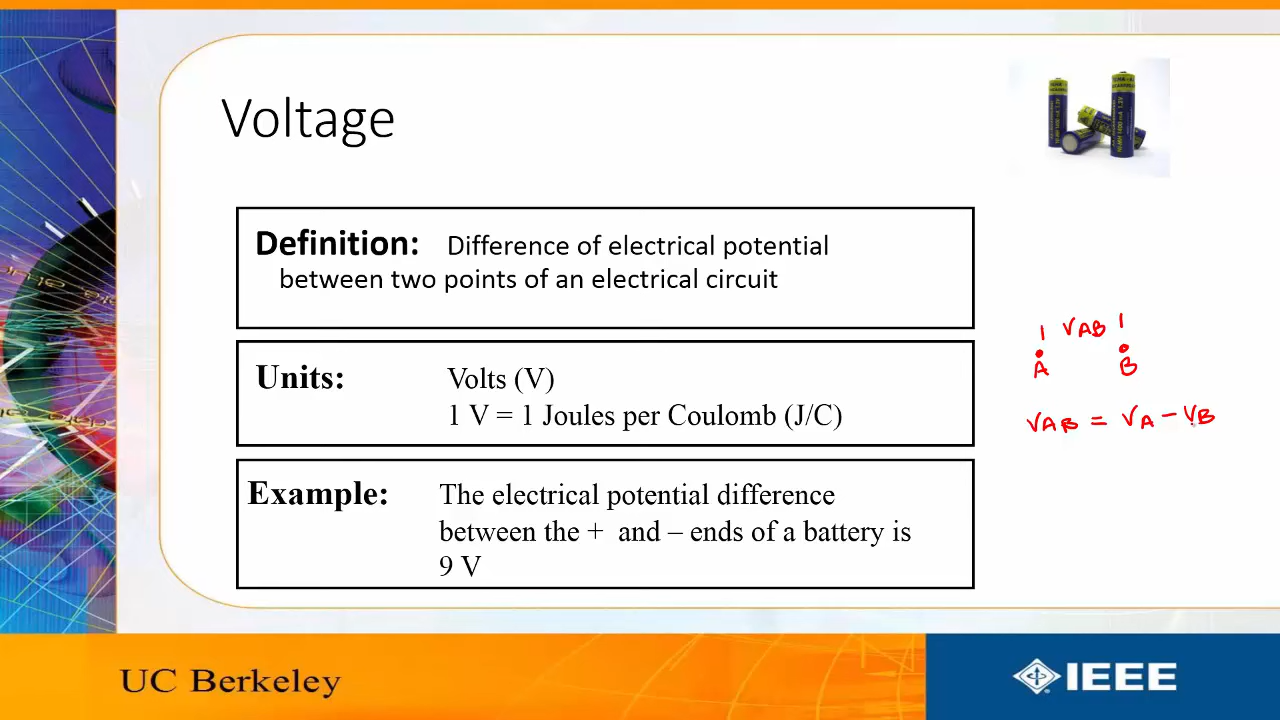 Voltage
Definition: Difference of electrical potential
between two points of an electrical circuit
Units: Volts (V)
1 V = 1 Joules per Coulomb (J/C)
Example: The electrical potential difference
between the + and – ends of a battery is
9 V
VAB
A B
VAB = VA - VB
UC Berkeley
IEEE